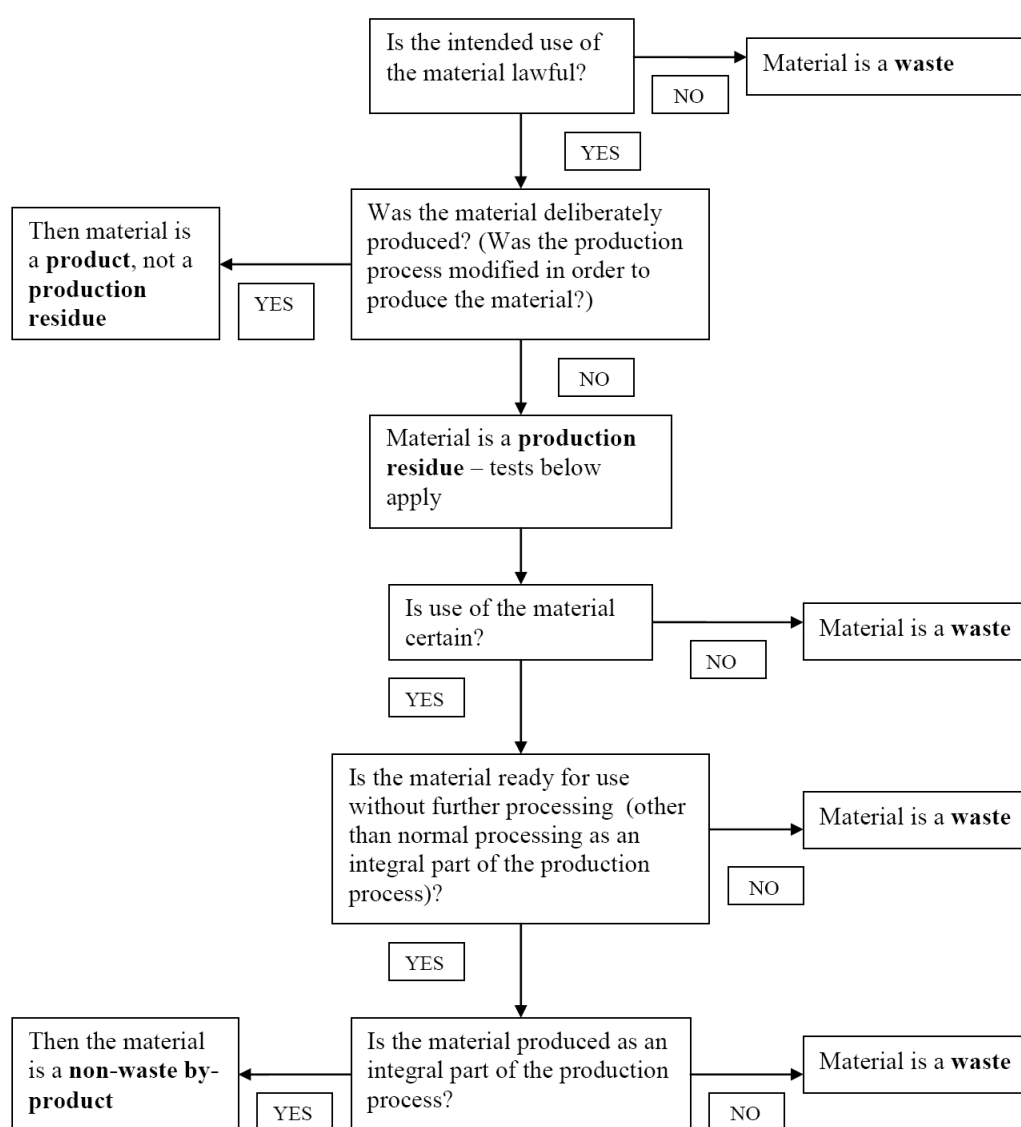 Is the intended use of
the material lawful?
Material is a waste
NO
YES
Was the material deliberately
produced? (Was the production
process modified in order to
produce the material?)
Then material is
a product, not a
production
residue
YES
NO
Material is a production
residue – tests below
apply
Is use of the material
certain?
Material is a waste
NO
YES
Is the material ready for use
without further processing  (other
than normal processing as an
integral part of the production
process)?
Material is a waste
NO
YES
Then the material
is a non-waste by-
product
Is the material produced as an
integral part of the production
process?
Material is a waste
YES
NO